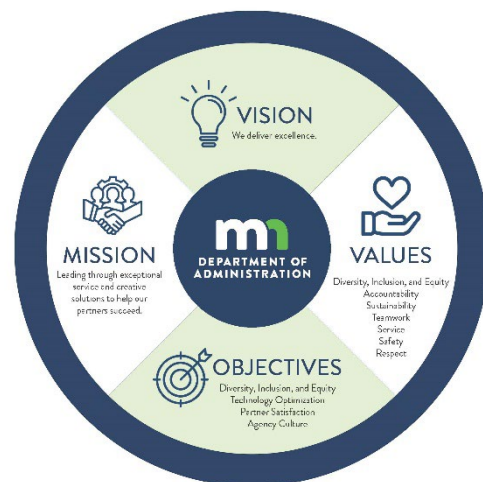 VISION
We deliver excellence.
MISSION
Leading through exceptional
service and creative
solutions to help our
partners succeed.
mn
DEPARTMENT OF
ADMINISTRATION
VALUES
Diversity, Inclusion, and Equity
Accountability
Sustainability
Teamwork
Service
Safety
Respect
OBJECTIVES
Diversity, Inclusion, and Equity
Technology Optimization
Partner Satisfaction
Agency Culture